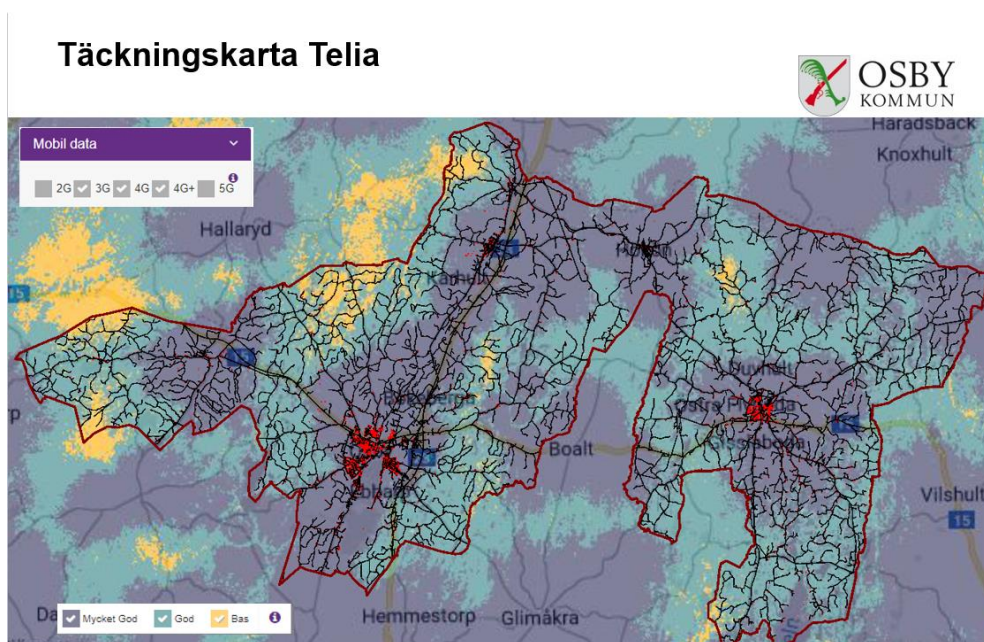 Täckningskarta Telia
OSBY
KOMMUN
Mobil data
2G 3G 4G 4G+ 5G
Haradsback
Knoxhult
Hallaryd
15
15
Boalt
Vilshult
15
Hemmestorp
Glimåkra
Mycket God God Bas